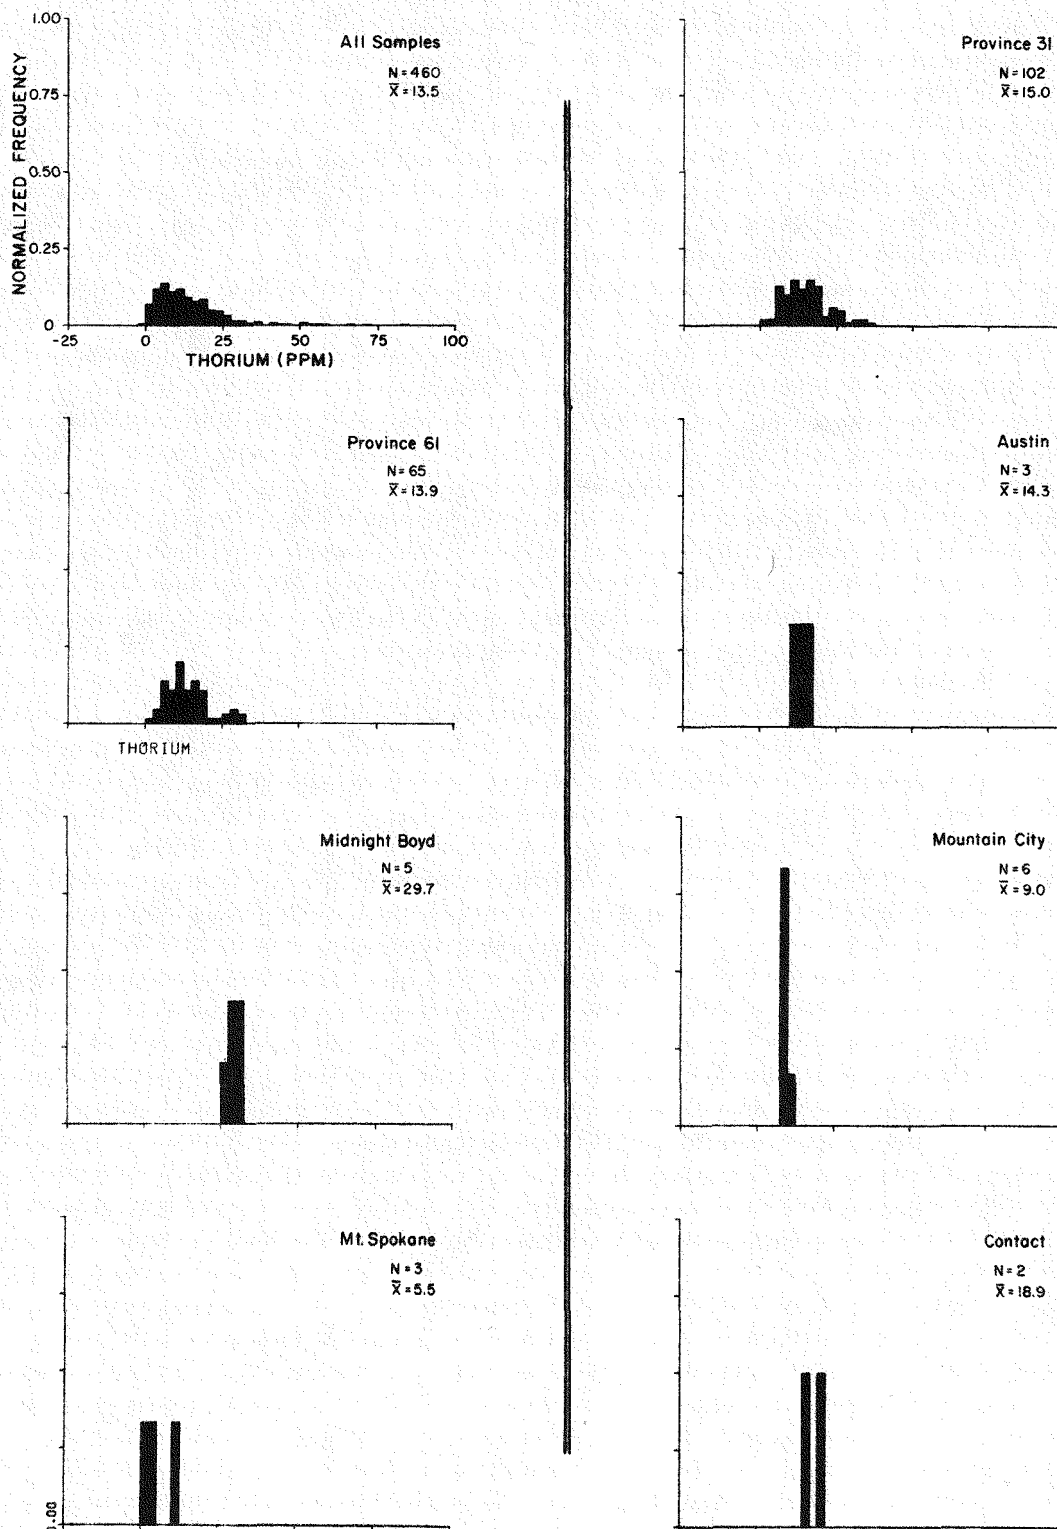 1.00
0.75
0.50
0.25
0
NORMALIZED FREQUENCY
-25 0 25 50 75 100
THORIUM (PPM)
All Samples
N=460
X̄=13.5
Province 31
N=102
X̄=15.0
Province 61
N=65
X̄=13.9
THORIUM
Austin
N=3
X̄=14.3
Midnight Boyd
N=5
X̄=29.7
Mountain City
N=6
X̄=9.0
Mt. Spokane
N=3
X̄=5.5
Contact
N=2
X̄=18.9